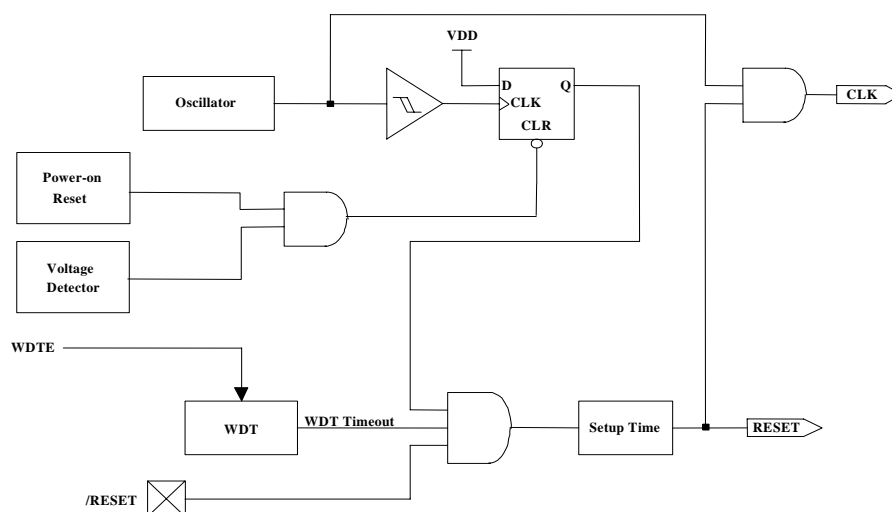 VDD
Oscillator
D
Q
CLK
CLR
CLK
Power-on
Reset
Voltage
Detector
WDTE
WDT
WDT Timeout
Setup Time
RESET
/RESET